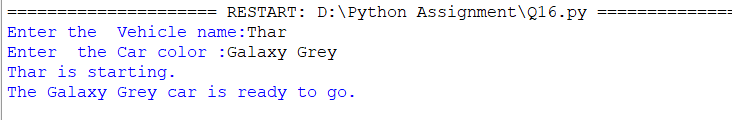 ===================== RESTART: D:\Python Assignment\Q16.py ==============
Enter the  Vehicle name:Thar
Enter  the Car color :Galaxy Grey
Thar is starting.
The Galaxy Grey car is ready to go.